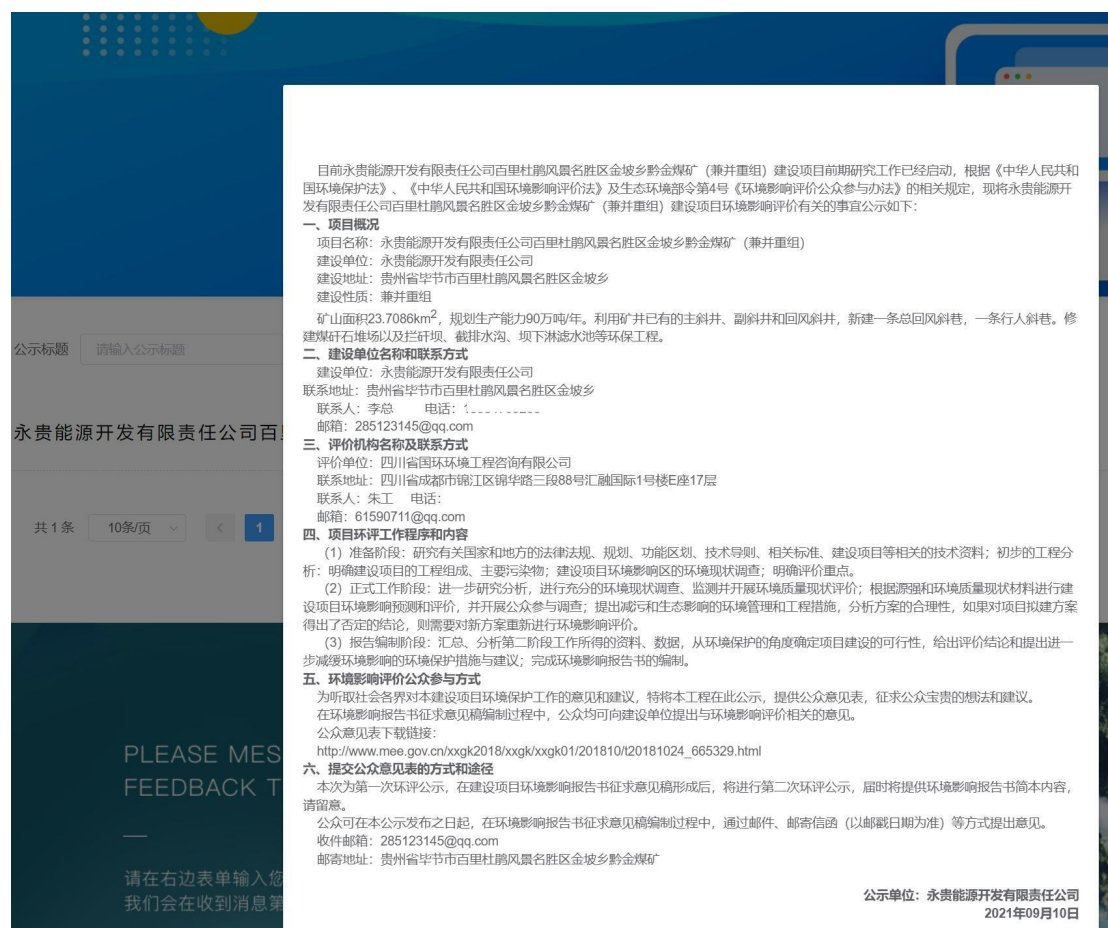 目前永贵能源开发有限责任公司百里杜鹃风景名胜区金坡乡黔金煤矿（兼并重组）建设项目前期研究工作已经启动，根据《中华人民共和
国环境保护法》、《中华人民共和国环境影响评价法》及生态环境部令第4号《环境影响评价公众参与办法》的相关规定，现将永贵能源开
发有限责任公司百里杜鹃风景名胜区金坡乡黔金煤矿（兼并重组）建设项目环境影响评价有关的事宜公示如下：
一、项目概况
项目名称：永贵能源开发有限责任公司百里杜鹃风景名胜区金坡乡黔金煤矿（兼并重组）
建设单位：永贵能源开发有限责任公司
建设地址：贵州省毕节市百里杜鹃风景名胜区金坡乡
建设性质：兼并重组
矿山面积23.7086km²，规划生产能力90万吨/年。利用矿井已有的主斜井、副斜井和回风斜井，新建一条总回风斜巷，一条行人斜巷。修
建煤矸石堆场以及拦矸坝、截排水沟、坝下淋滤水池等环保工程。
二、建设单位名称和联系方式
建设单位：永贵能源开发有限责任公司
联系地址：贵州省毕节市百里杜鹃风景名胜区金坡乡
联系人：李总 电话：
邮箱：285123145@qq.com
三、评价机构名称及联系方式
评价单位：四川省国环环境工程咨询有限公司
联系地址：四川省成都市锦江区锦华路三段88号汇融国际1号楼E座17层
联系人：朱工 电话：
邮箱：61590711@qq.com
四、项目环评工作程序和内容
（1）准备阶段：研究有关国家和地方的法律法规、规划、功能区划、技术导则、相关标准、建设项目等相关的技术资料；初步的工程分
析：明确建设项目的工程组成、主要污染物；建设项目环境影响区的环境现状调查；明确评价重点。
（2）正式工作阶段：进一步研究分析，进行充分的环境现状调查、监测并开展环境质量现状评价；根据源强和环境质量现状材料进行建
设项目环境影响预测和评价，并开展公众参与调查；提出减污和生态影响的环境管理和工程措施，分析方案的合理性，如果对项目拟建方案
得出了否定的结论，则需要对新方案重新进行环境影响评价。
（3）报告编制阶段：汇总、分析第二阶段工作所得的资料、数据，从环境保护的角度确定项目建设的可行性，给出评价结论和提出进一
步减缓环境影响的环境保护措施与建议；完成环境影响报告书的编制。
五、环境影响评价公众参与方式
为听取社会各界对本建设项目环境保护工作的意见和建议，特将本工程在此公示，提供公众意见表，征求公众宝贵的想法和建议。
在环境影响报告书征求意见稿编制过程中，公众均可向建设单位提出与环境影响评价相关的意见。
公众意见表下载链接：
http://www.mee.gov.cn/xxgk2018/xxgk/xxgk01/201810/t20181024_665329.html
六、提交公众意见表的方式和途径
本次为第一次环评公示，在建设项目环境影响报告书征求意见稿形成后，将进行第二次环评公示，届时将提供环境影响报告书简本内容，
请留意。
公众可在本公示发布之日起，在环境影响报告书征求意见稿编制过程中，通过邮件、邮寄信函（以邮戳日期为准）等方式提出意见。
收件邮箱：285123145@qq.com
邮寄地址：贵州省毕节市百里杜鹃风景名胜区金坡乡黔金煤矿
公示单位：永贵能源开发有限责任公司
2021年09月10日
公示标题 请输入公示标题
永贵能源开发有限责任公司百
共 1 条 10条/页 < 1
PLEASE MES
FEEDBACK T
请在右边表单输入您
我们会在收到消息第